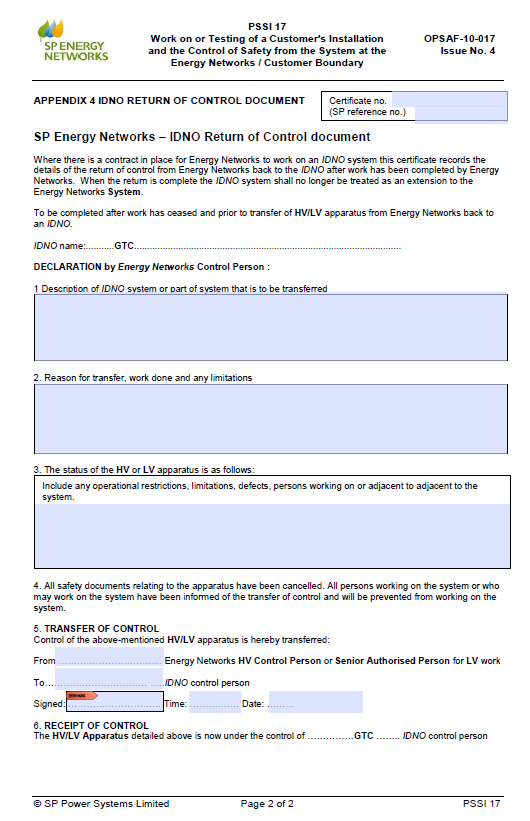 SP ENERGY
NETWORKS
PSSI 17
Work on or Testing of a Customer's Installation
and the Control of Safety from the System at the
Energy Networks / Customer Boundary
OPSAF-10-017
Issue No. 4
APPENDIX 4 IDNO RETURN OF CONTROL DOCUMENT
Certificate no.
(SP reference no.)
SP Energy Networks – IDNO Return of Control document
Where there is a contract in place for Energy Networks to work on an IDNO system this certificate records the
details of the return of control from Energy Networks back to the IDNO after work has been completed by Energy
Networks. When the return is complete the IDNO system shall no longer be treated as an extension to the
Energy Networks System.
To be completed after work has ceased and prior to transfer of HV/LV apparatus from Energy Networks back to
an IDNO.
IDNO name:..........GTC..........................................................................................
DECLARATION by Energy Networks Control Person :
1 Description of IDNO system or part of system that is to be transferred
2. Reason for transfer, work done and any limitations
3. The status of the HV or LV apparatus is as follows:
Include any operational restrictions, limitations, defects, persons working on or adjacent to adjacent to the
system.
4. All safety documents relating to the apparatus have been cancelled. All persons working on the system or who
may work on the system have been informed of the transfer of control and will be prevented from working on the
system.
5. TRANSFER OF CONTROL
Control of the above-mentioned HV/LV apparatus is hereby transferred:
From ................................... Energy Networks HV Control Person or Senior Authorised Person for LV work
To... ................................... ....IDNO control person
Signed: ................................ Time: ................. Date: .........
6. RECEIPT OF CONTROL
The HV/LV Apparatus detailed above is now under the control of ...............GTC ........ IDNO control person
© SP Power Systems Limited
Page 2 of 2
PSSI 17